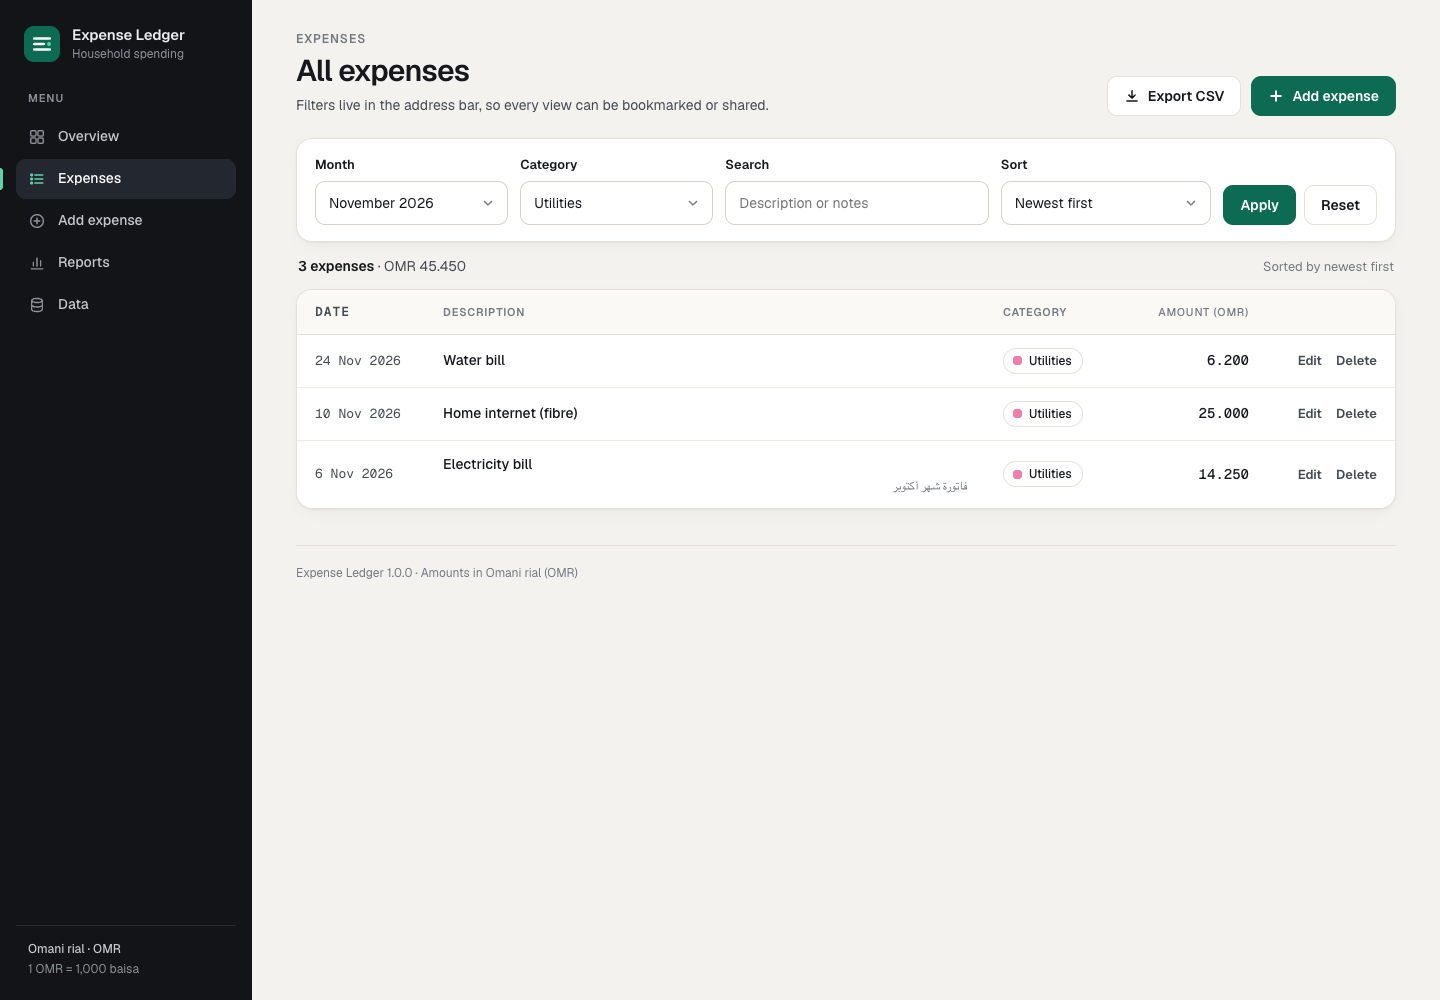 Expense Ledger
Household spending
MENU
Overview
Expenses
Add expense
Reports
Data
Omani rial · OMR
1 OMR = 1,000 baisa
EXPENSES
All expenses
Filters live in the address bar, so every view can be bookmarked or shared.
Export CSV
Add expense
Month
Category
Search
Sort
November 2026
Utilities
Description or notes
Newest first
Apply
Reset
3 expenses · OMR 45.450
Sorted by newest first
DATE DESCRIPTION CATEGORY AMOUNT (OMR)
24 Nov 2026 Water bill Utilities 6.200 Edit Delete
10 Nov 2026 Home internet (fibre) Utilities 25.000 Edit Delete
6 Nov 2026 Electricity bill Utilities 14.250 Edit Delete
فاتورة شهر أكتوبر
Expense Ledger 1.0.0 · Amounts in Omani rial (OMR)